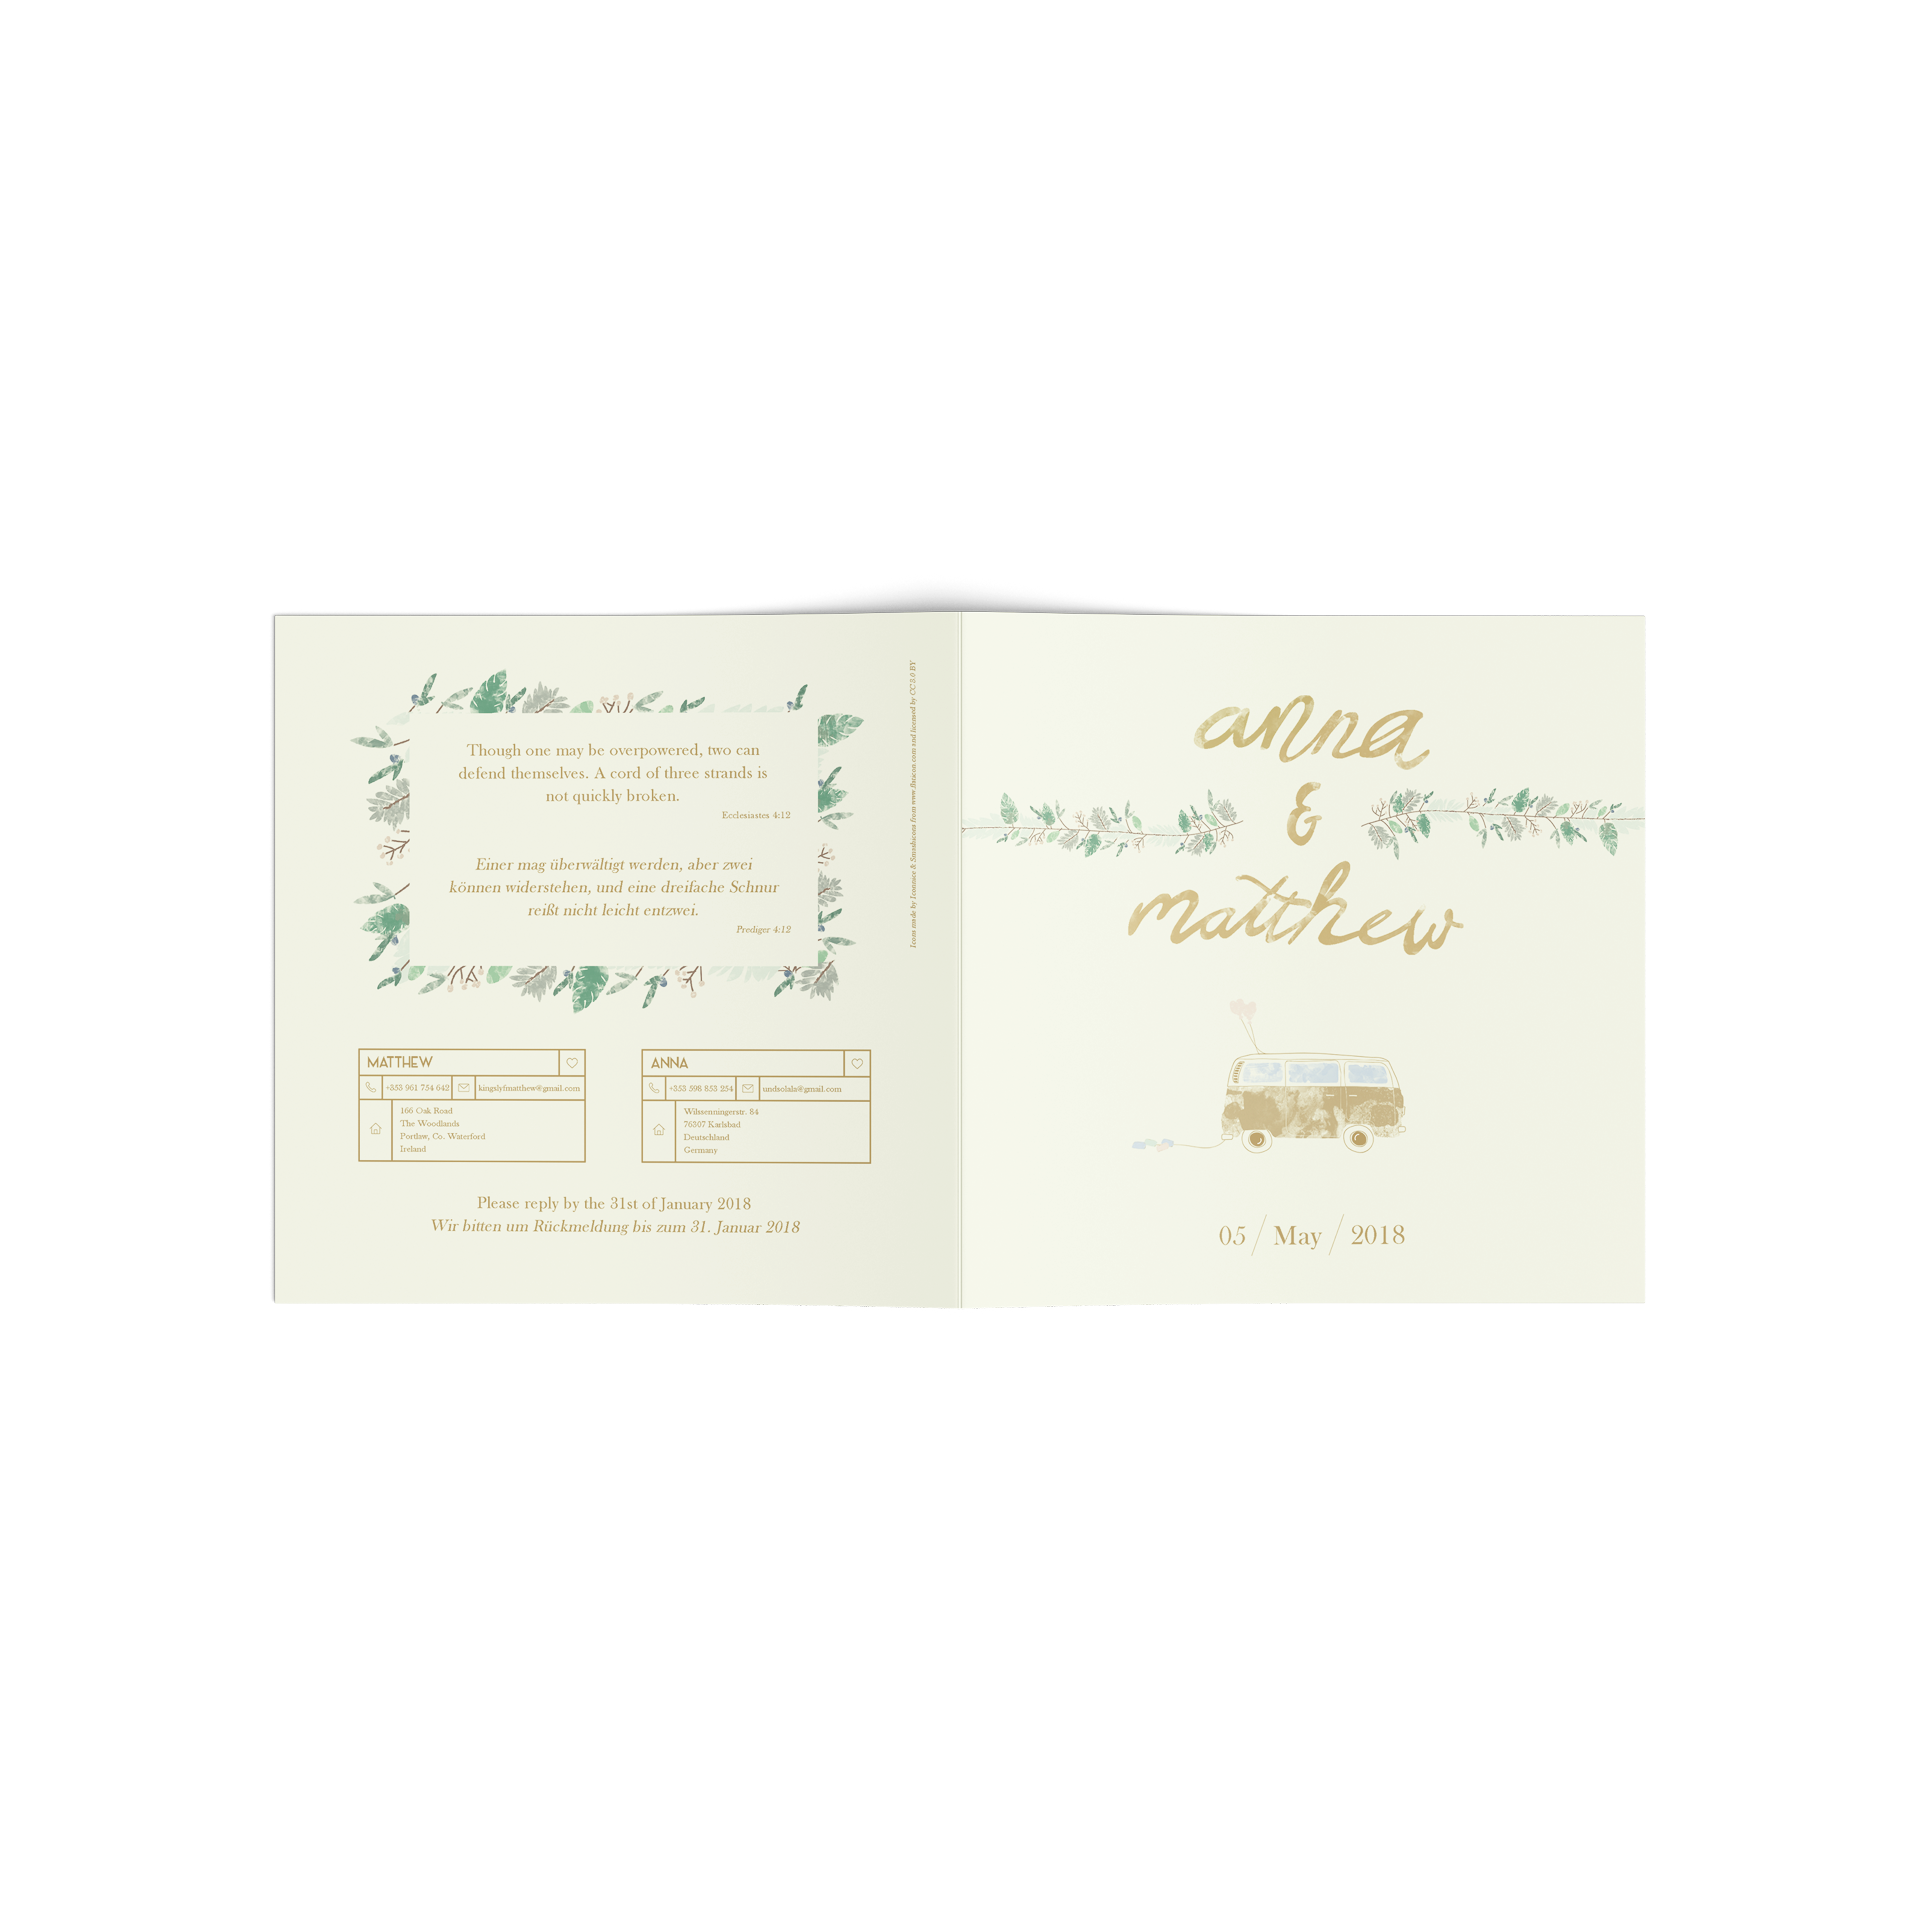 Though one may be overpowered, two can
defend themselves. A cord of three strands is
not quickly broken.
Ecclesiastes 4:12
Einer mag überwältigt werden, aber zwei
können widerstehen, und eine dreifache Schnur
reißt nicht leicht entzwei.
Prediger 4:12
MATTHEW
+353 961 754 642 kingslyfmatthew@gmail.com
166 Oak Road
The Woodlands
Portlaw, Co. Waterford
Ireland
ANNA
+353 598 853 254 undsolala@gmail.com
Wilssenningerstr. 84
76307 Karlsbad
Deutschland
Germany
Please reply by the 31st of January 2018
Wir bitten um Rückmeldung bis zum 31. Januar 2018
Icons made by Iconnice & Smashicons from www.flaticon.com and licensed by CC 3.0 BY
anna
&
matthew
05 / May / 2018